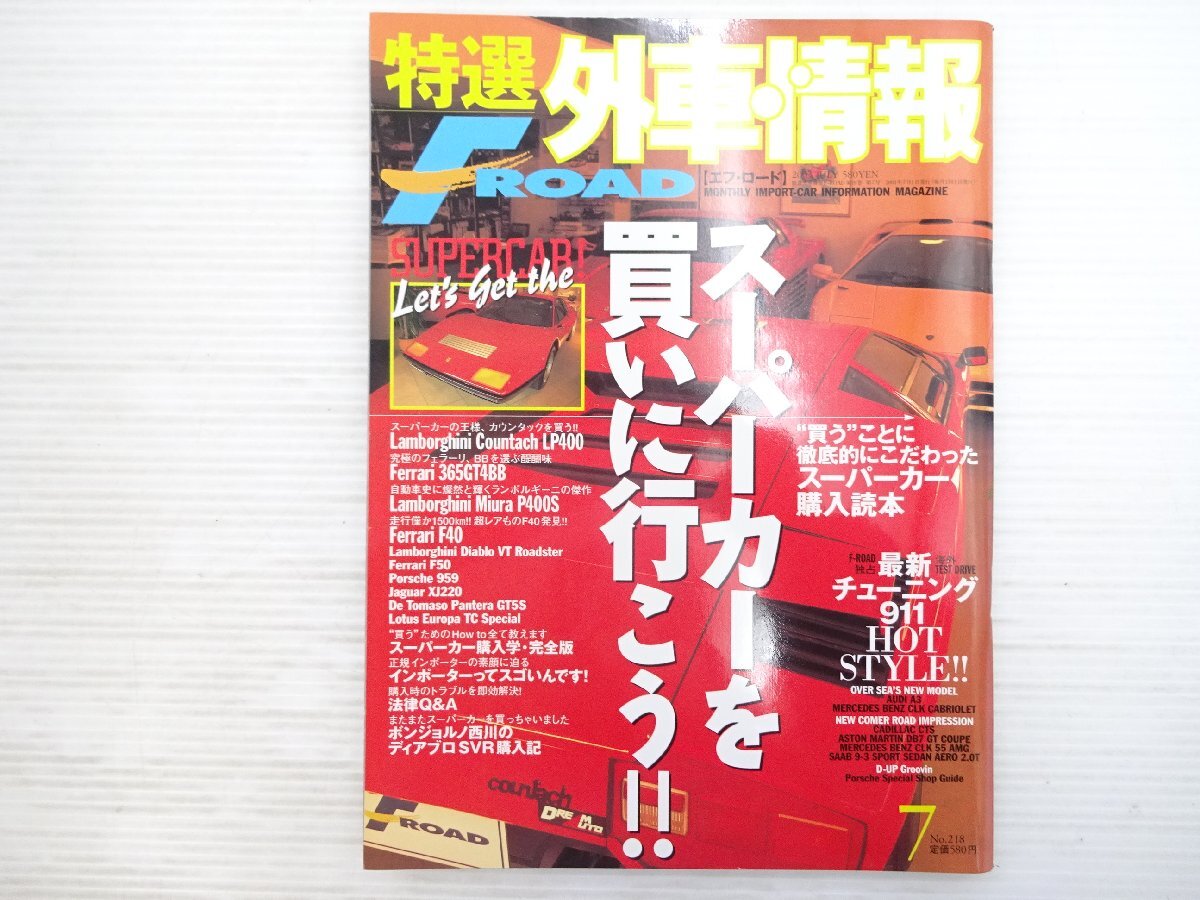 特選
外車・情報
F ROAD
[エフ・ロード]
2003 JULY 580YEN
MONTHLY IMPORT-CAR INFORMATION MAGAZINE
SUPERCAR!
Let's Get the
スーパーカーを
買いに行こう!!
スーパーカーの王様、カウンタックを買う!!
Lamborghini Countach LP400
究極のフェラーリ、BBを選ぶ醍醐味
Ferrari 365GT4BB
自動車史に燦然と輝くランボルギーニの傑作
Lamborghini Miura P400S
走行僅か1500km!! 超レアものF40発見!!
Ferrari F40
Lamborghini Diablo VT Roadster
Ferrari F50
Porsche 959
Jaguar XJ220
De Tomaso Pantera GT5S
Lotus Europa TC Special
“買う”ためのHow to全て教えます
スーパーカー購入学・完全版
正規インポーターの素顔に迫る
インポーターってスゴいんです!
購入時のトラブルを即効解決!
法律Q&A
またまたスーパーカーを買っちゃいました
ボンジョルノ西川の
ディアブロSVR購入記
“買う”ことに
徹底的にこだわった
スーパーカー
購入読本
F-ROAD
独占
最新
海外
TEST DRIVE
チューニング
911
HOT
STYLE!!
OVER SEA'S NEW MODEL
AUDI A3
MERCEDES BENZ CLK CABRIOLET
NEW COMER ROAD IMPRESSION
CADILLAC CTS
ASTON MARTIN DB7 GT COUPE
MERCEDES BENZ CLK 55 AMG
SAAB 9-3 SPORT SEDAN AERO 2.0T
D-UP Groovin
Porsche Special Shop Guide
countach
F ROAD
7
No.218
定価580円